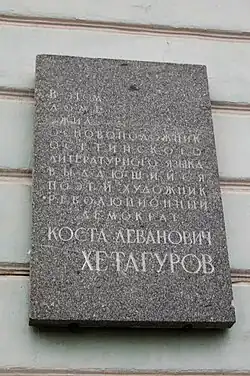 В ЭТОМ
ДОМЕ
ЖИЛ
ОСНОВОПОЛОЖНИК
ОСЕТИНСКОГО
ЛИТЕРАТУРНОГО ЯЗЫКА
ВЫДАЮЩИЙСЯ
ПОЭТ И ХУДОЖНИК
РЕВОЛЮЦИОННЫЙ
ДЕМОКРАТ
КОСТА ЛЕВАНОВИЧ
ХЕТАГУРОВ